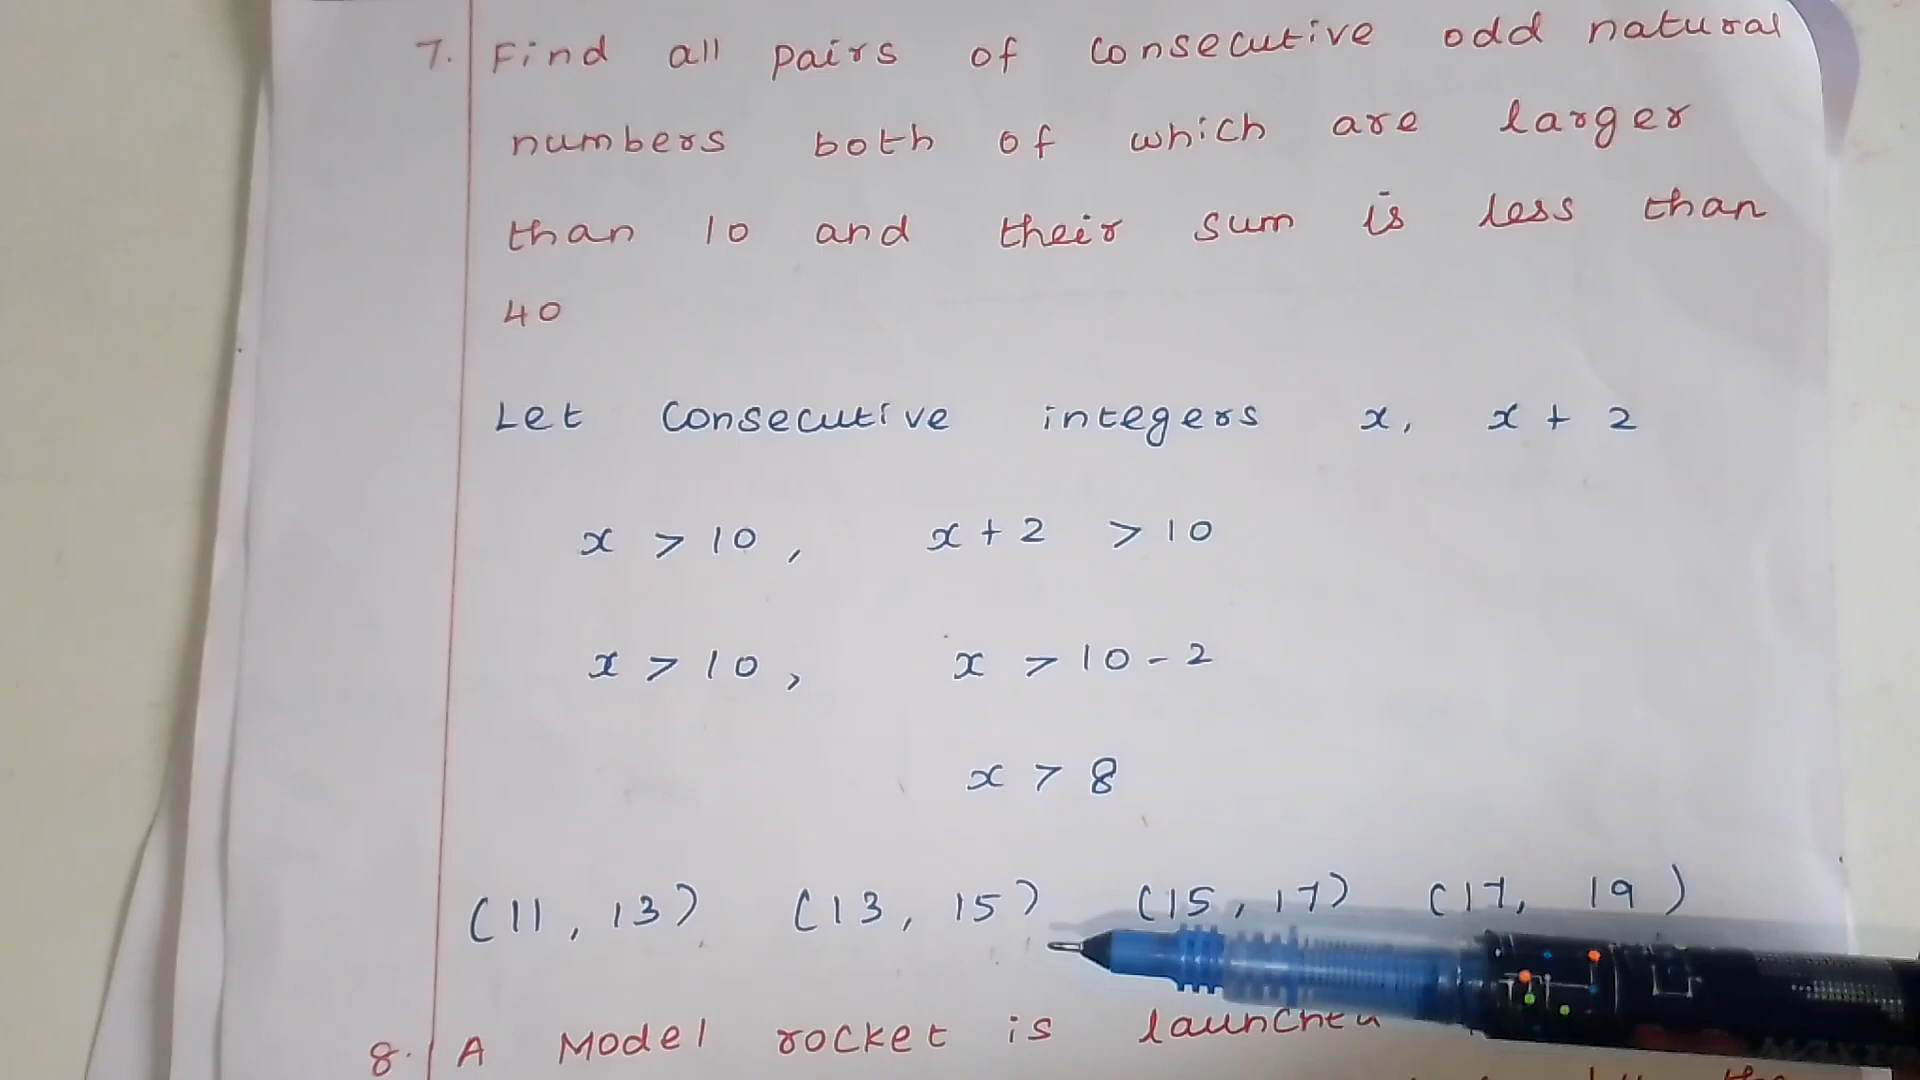 7. Find all pairs of consecutive odd natural
numbers both of which are larger
than 10 and their sum is less than
40
Let consecutive integers x, x + 2
x > 10, x + 2 > 10
x > 10, x > 10 - 2
x > 8
(11, 13) (13, 15) (15, 17) (17, 19)
8. A Model rocket is launched